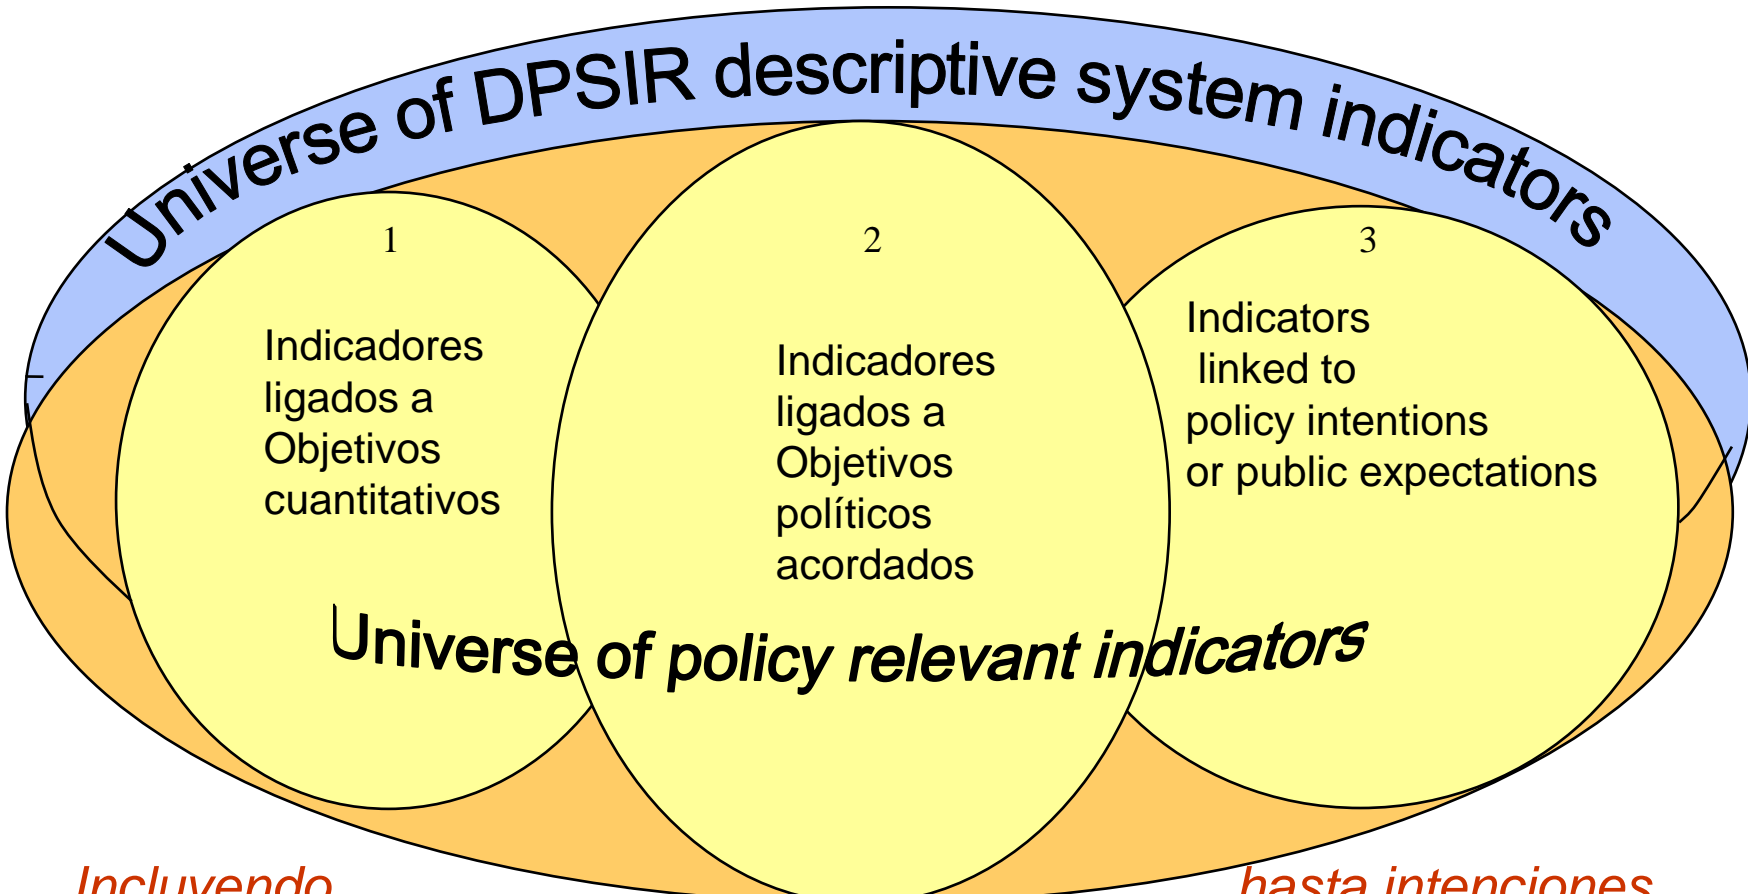 Universe of DPSIR descriptive system indicators
1
Indicadores
ligados a
Objetivos
cuantitativos
2
Indicadores
ligados a
Objetivos
políticos
acordados
3
Indicators
linked to
policy intentions
or public expectations
Universe of policy relevant indicators
Incluyendo
hasta intenciones